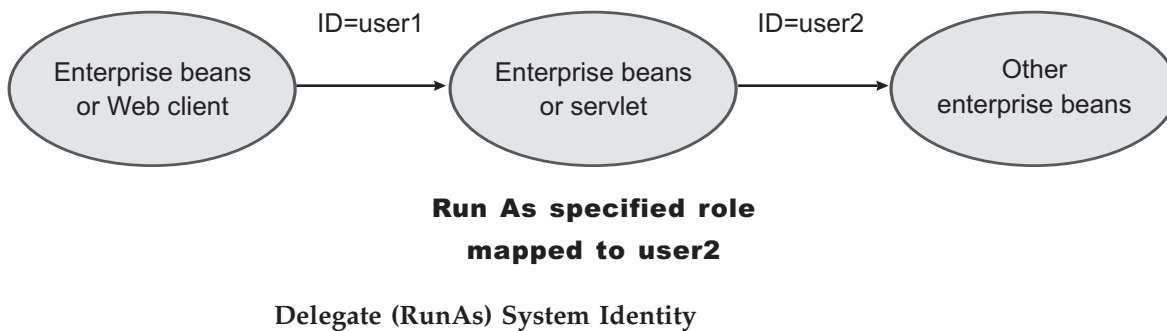 ID=user1
ID=user2
Enterprise beans
or Web client
Enterprise beans
or servlet
Other
enterprise beans
Run As specified role
mapped to user2
Delegate (RunAs) System Identity